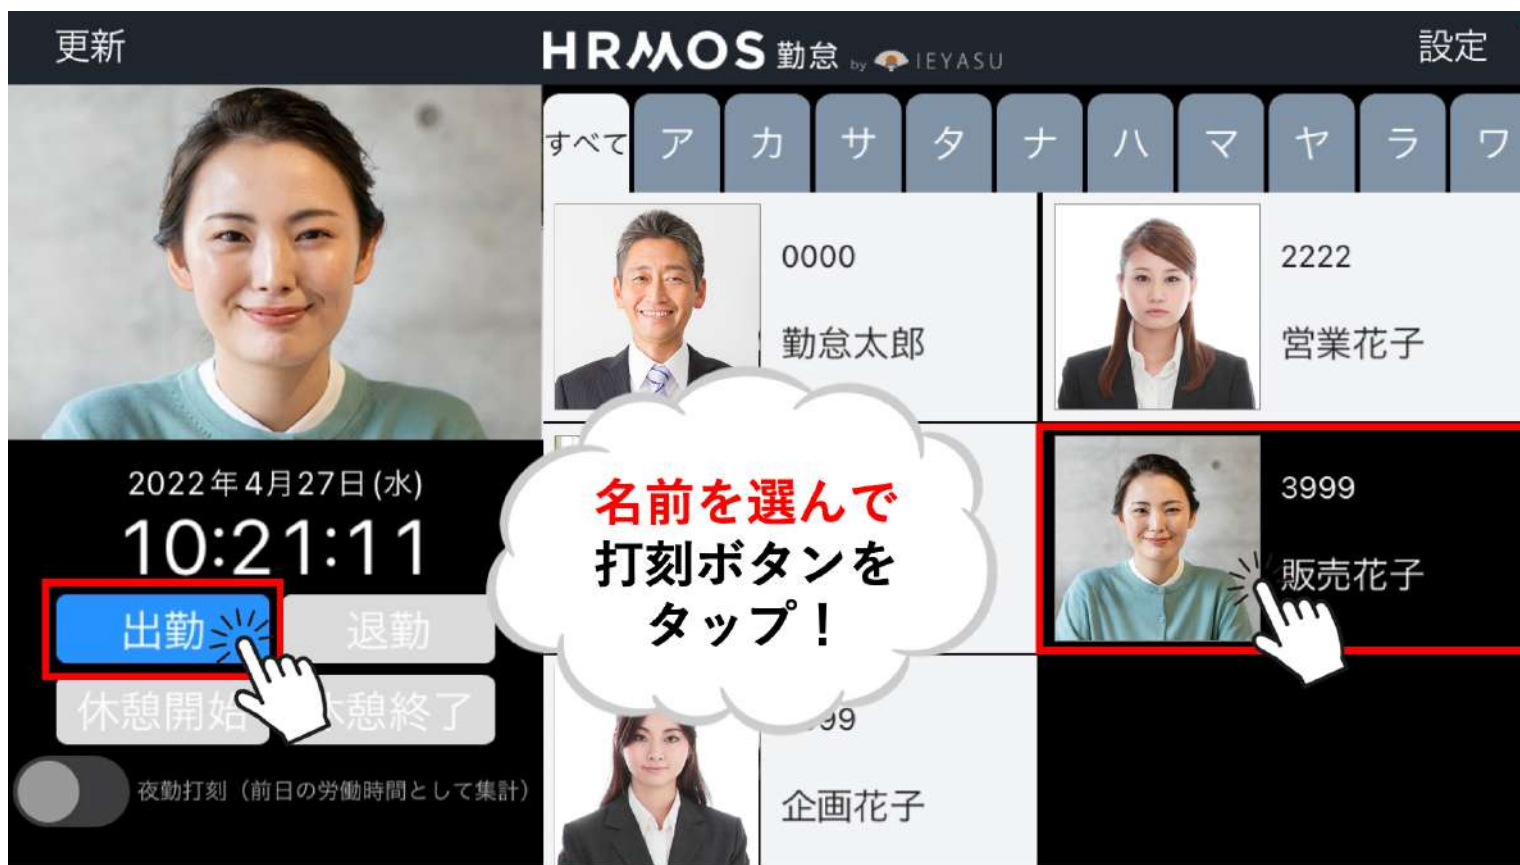 更新
HRMOS 勤怠 by IEYASU
設定
すべて ア カ サ タ ナ ハ マ ヤ ラ ワ
0000
勤怠太郎
2222
営業花子
2022年4月27日(水)
10:21:11
出勤 退勤
休憩開始 休憩終了
夜勤打刻（前日の労働時間として集計）
名前を選んで
打刻ボタンを
タップ！
3999
販売花子
99
企画花子